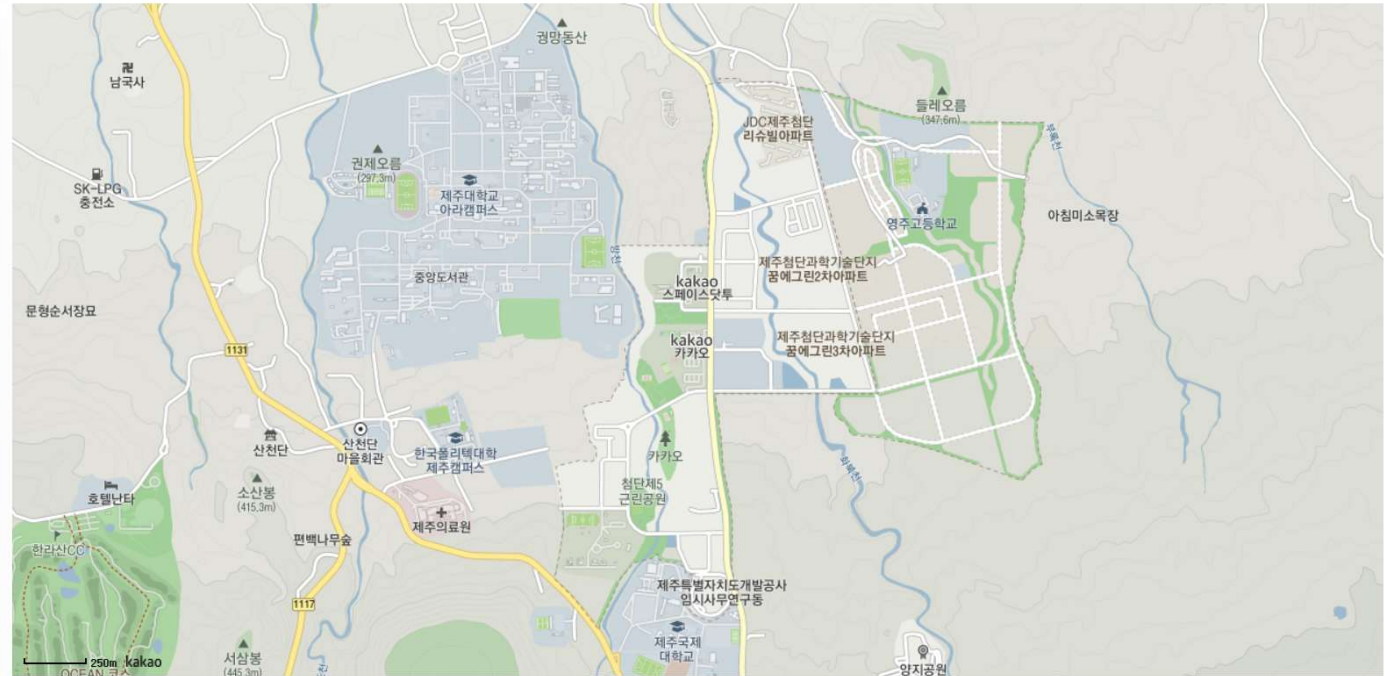 권망동산
남국사
들레오름
(347.6m)
JDC제주첨단
리슈빌아파트
권제오름
(297.3m)
SK-LPG
충전소
제주대학교
아라캠퍼스
아침미소목장
영주고등학교
중앙도서관
제주첨단과학기술단지
꿈에그린2차아파트
kakao
스페이스닷투
문형순서장묘
kakao
카카오
제주첨단과학기술단지
꿈에그린3차아파트
1131
산천단
산천단
마을회관
한국폴리텍대학
제주캠퍼스
카카오
화북천
호텔난타
소산봉
(415.3m)
첨단제5
근린공원
제주의료원
편백나무숲
한라산CC
제주특별자치도개발공사
임시사무연구동
1117
제주국제
대학교
서삼봉
(445.3m)
양지공원
250m kakao
OCEAN 코스